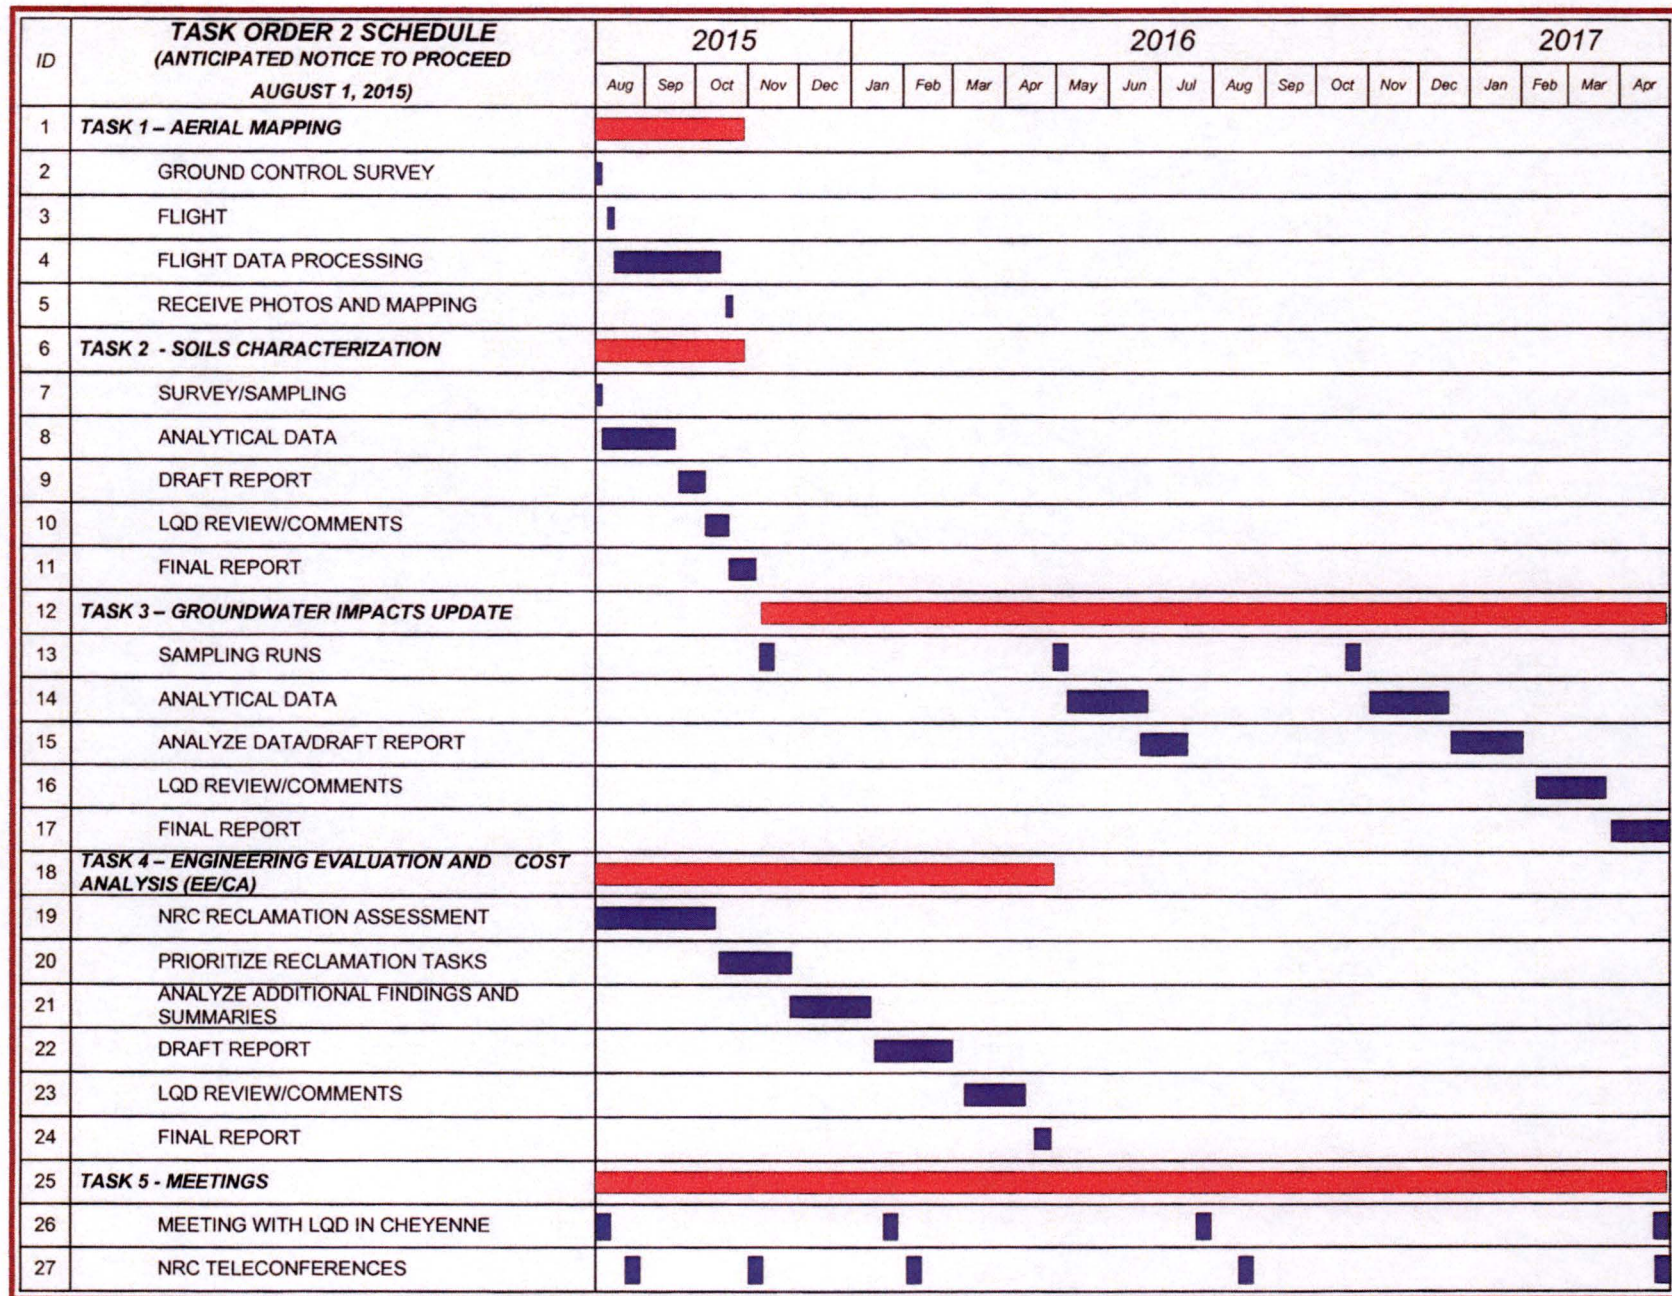 ID
TASK ORDER 2 SCHEDULE
(ANTICIPATED NOTICE TO PROCEED
AUGUST 1, 2015)
2015 2016 2017
Aug Sep Oct Nov Dec Jan Feb Mar Apr May Jun Jul Aug Sep Oct Nov Dec Jan Feb Mar Apr
1 TASK 1 – AERIAL MAPPING
2 GROUND CONTROL SURVEY
3 FLIGHT
4 FLIGHT DATA PROCESSING
5 RECEIVE PHOTOS AND MAPPING
6 TASK 2 - SOILS CHARACTERIZATION
7 SURVEY/SAMPLING
8 ANALYTICAL DATA
9 DRAFT REPORT
10 LQD REVIEW/COMMENTS
11 FINAL REPORT
12 TASK 3 – GROUNDWATER IMPACTS UPDATE
13 SAMPLING RUNS
14 ANALYTICAL DATA
15 ANALYZE DATA/DRAFT REPORT
16 LQD REVIEW/COMMENTS
17 FINAL REPORT
18 TASK 4 – ENGINEERING EVALUATION AND COST
ANALYSIS (EE/CA)
19 NRC RECLAMATION ASSESSMENT
20 PRIORITIZE RECLAMATION TASKS
21 ANALYZE ADDITIONAL FINDINGS AND
SUMMARIES
22 DRAFT REPORT
23 LQD REVIEW/COMMENTS
24 FINAL REPORT
25 TASK 5 - MEETINGS
26 MEETING WITH LQD IN CHEYENNE
27 NRC TELECONFERENCES